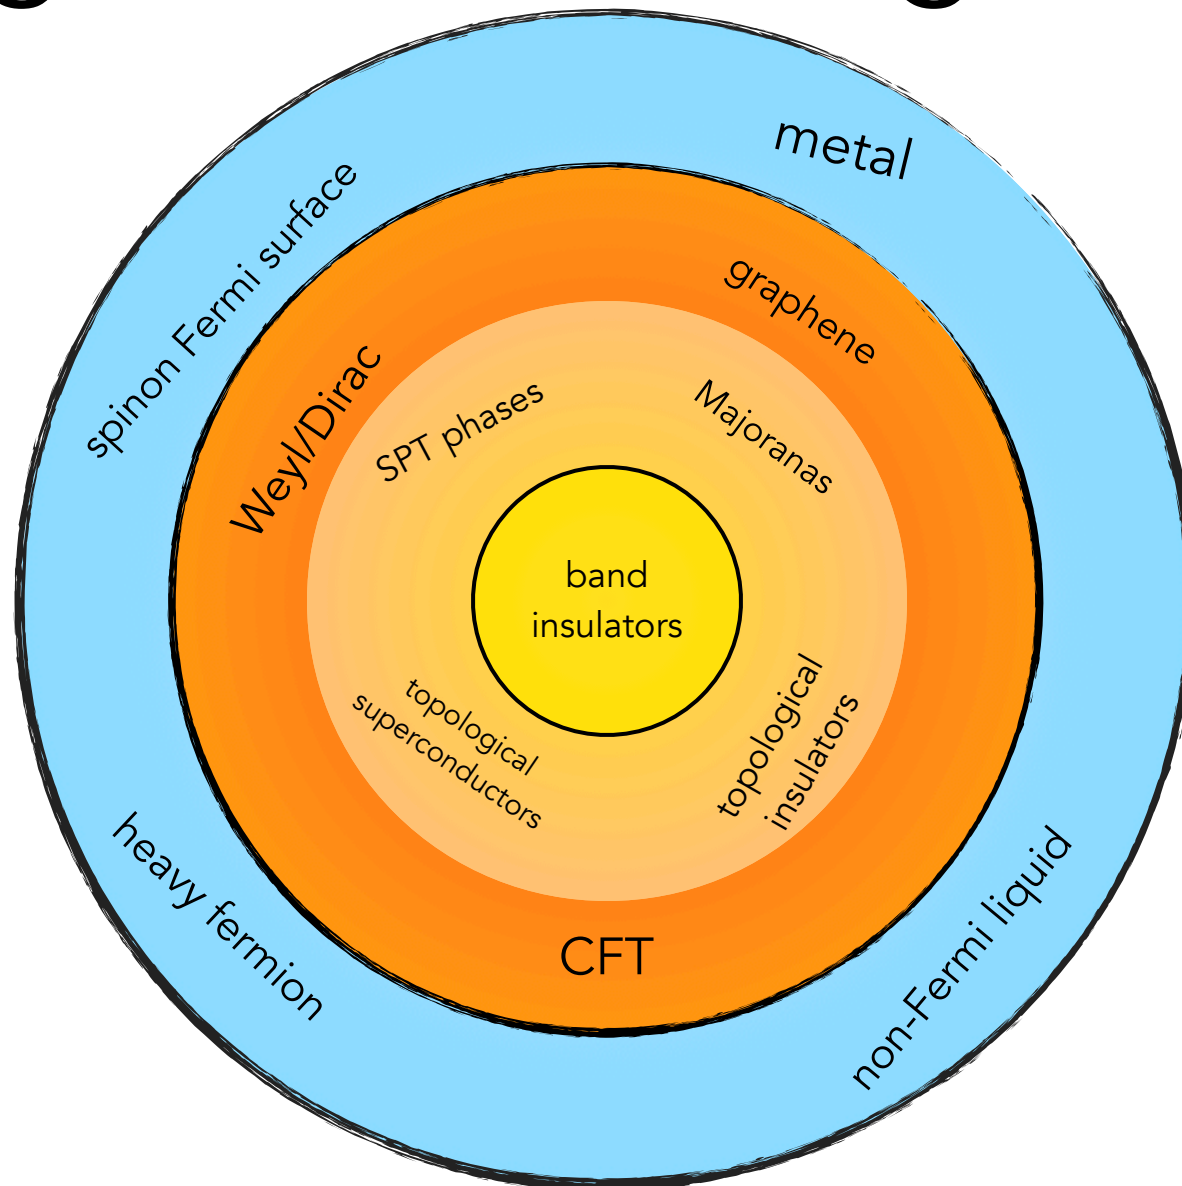 metal
spinon Fermi surface
graphene
Weyl/Dirac
SPT phases
Majoranas
band
insulators
topological
superconductors
topological
insulators
heavy fermion
CFT
non-Fermi liquid